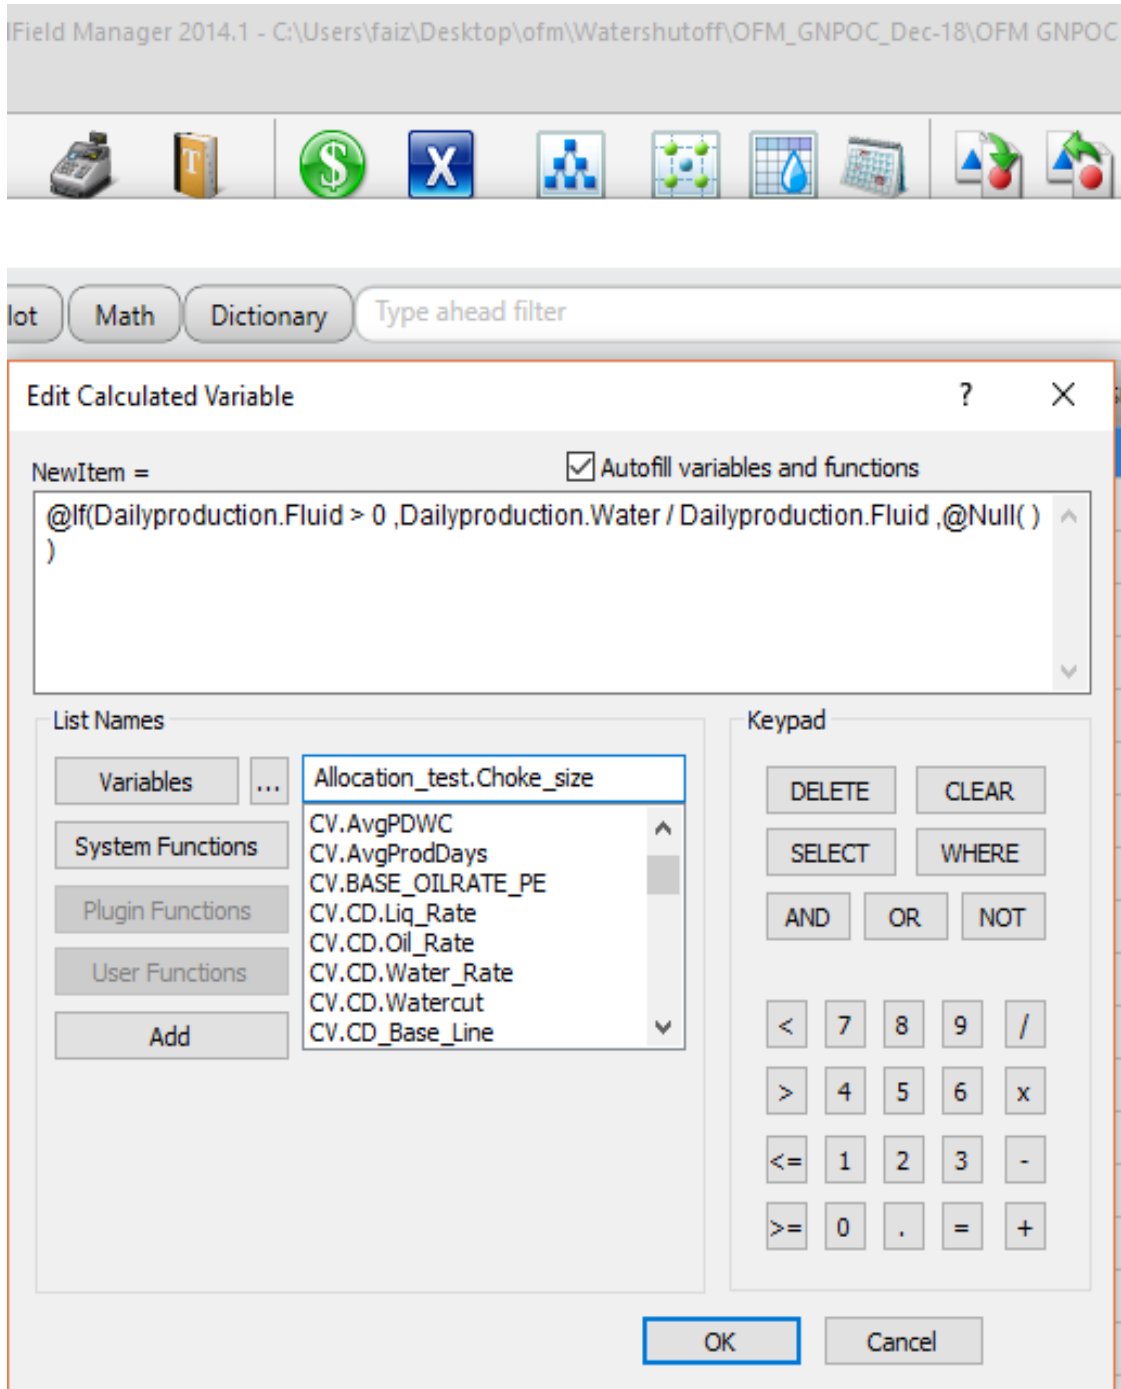 Field Manager 2014.1 - C:\Users\faiz\Desktop\ofm\Watershutoff\OFM_GNPOC_Dec-18\OFM GNPOC
T
$
X
lot Math Dictionary Type ahead filter
Edit Calculated Variable ?
NewItem = Autofill variables and functions
@If(Dailyproduction.Fluid > 0 ,Dailyproduction.Water / Dailyproduction.Fluid ,@Null( )
)
List Names
Variables ... Allocation_test.Choke_size
System Functions
Plugin Functions
User Functions
Add
CV.AvgPDWC
CV.AvgProdDays
CV.BASE_OILRATE_PE
CV.CD.Liq_Rate
CV.CD.Oil_Rate
CV.CD.Water_Rate
CV.CD.Watercut
CV.CD_Base_Line
Keypad
DELETE CLEAR
SELECT WHERE
AND OR NOT
< 7 8 9 /
> 4 5 6 x
<= 1 2 3 -
>= 0 . = +
OK Cancel